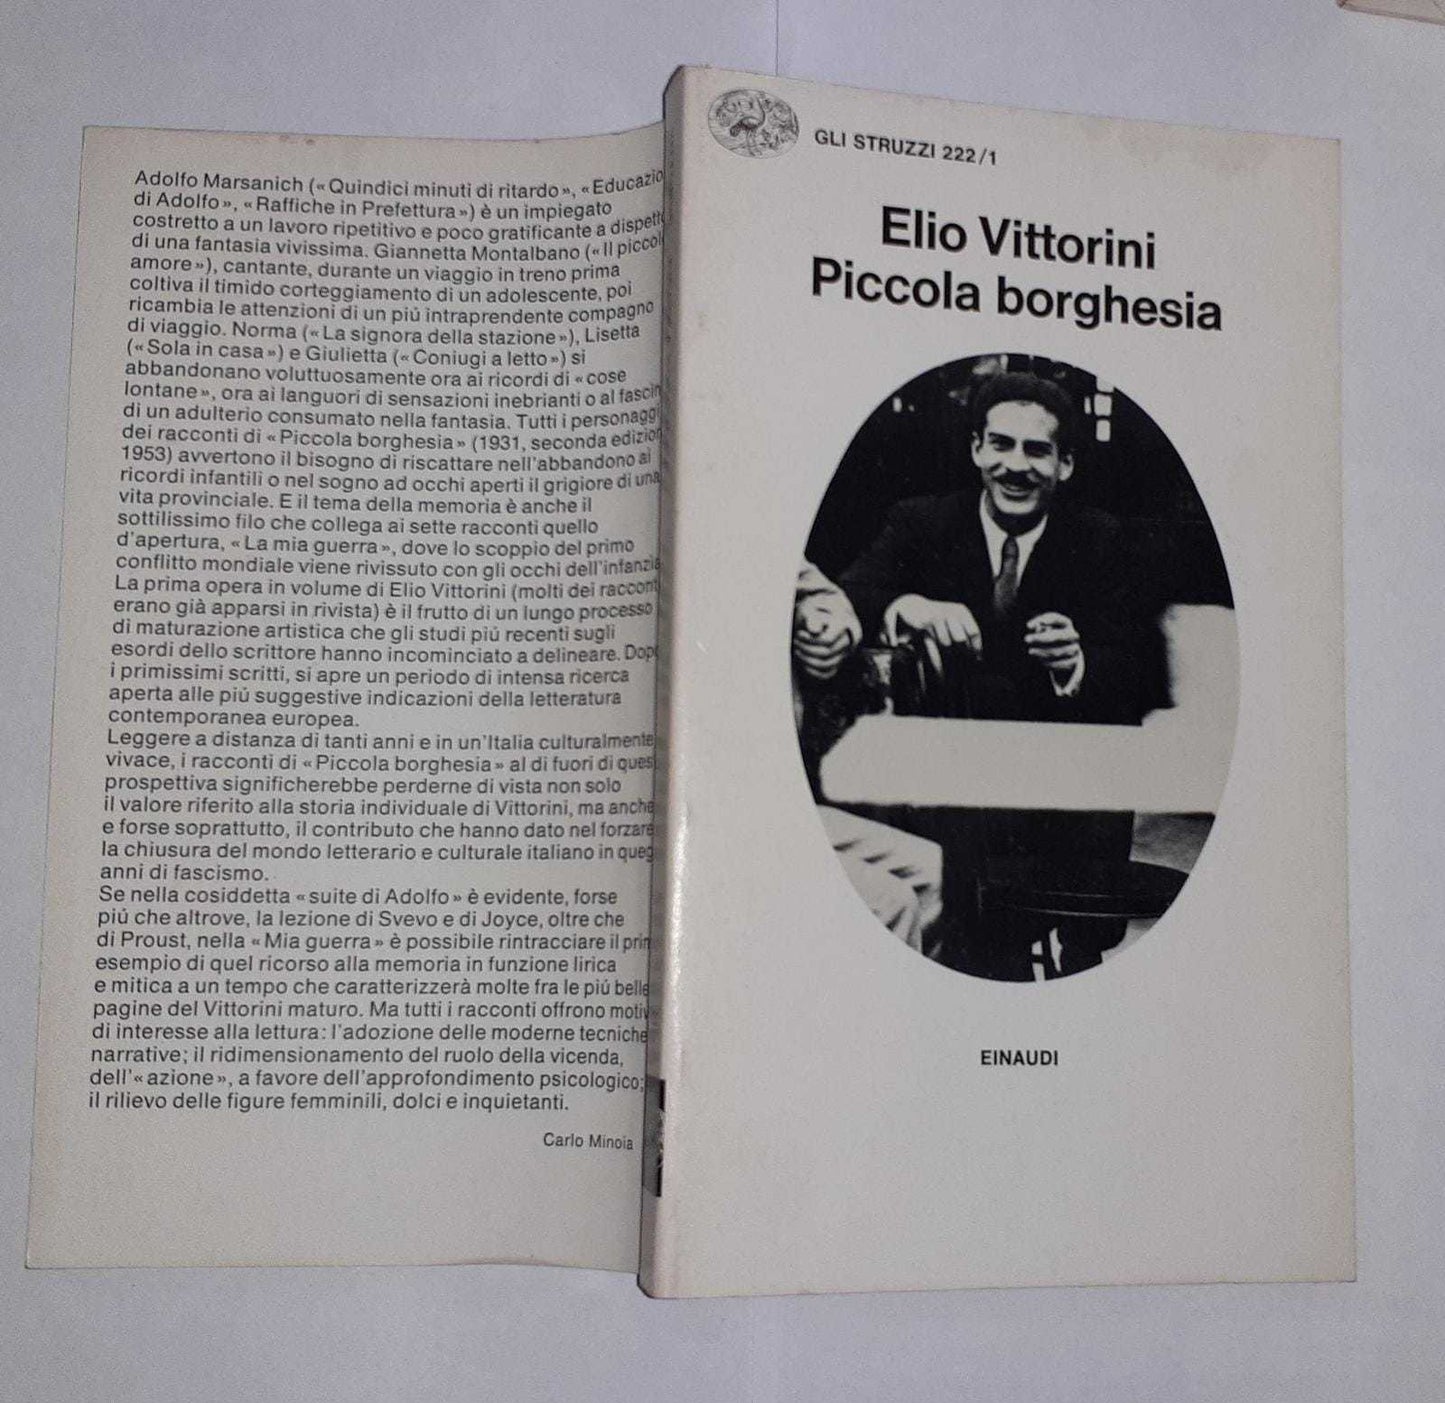 Adolfo Marsanich (« Quindici minuti di ritardo », « Educazio
di Adolfo », « Raffiche in Prefettura ») è un impiegato
costretto a un lavoro ripetitivo e poco gratificante a dispett
di una fantasia vivissima. Giannetta Montalbano (« Il piccol
amore »), cantante, durante un viaggio in treno prima
coltiva il timido corteggiamento di un adolescente, poi
ricambia le attenzioni di un piú intraprendente compagno
di viaggio. Norma (« La signora della stazione »), Lisetta
(« Sola in casa ») e Giulietta (« Coniugi a letto ») si
abbandonano voluttuosamente ora ai ricordi di « cose
lontane », ora ai languori di sensazioni inebrianti o al fascin
di un adulterio consumato nella fantasia. Tutti i personagg
dei racconti di « Piccola borghesia » (1931, seconda edizion
1953) avvertono il bisogno di riscattare nell'abbandono ai
ricordi infantili o nel sogno ad occhi aperti il grigiore di una
vita provinciale. E il tema della memoria è anche il
sottilissimo filo che collega ai sette racconti quello
d'apertura, « La mia guerra », dove lo scoppio del primo
conflitto mondiale viene rivissuto con gli occhi dell'infanzia
La prima opera in volume di Elio Vittorini (molti dei raccont
erano già apparsi in rivista) è il frutto di un lungo processo
di maturazione artistica che gli studi piú recenti sugli
esordi dello scrittore hanno incominciato a delineare. Dop
i primissimi scritti, si apre un periodo di intensa ricerca
aperta alle piú suggestive indicazioni della letteratura
contemporanea europea.
Leggere a distanza di tanti anni e in un'Italia culturalmente
vivace, i racconti di « Piccola borghesia » al di fuori di ques
prospettiva significherebbe perderne di vista non solo
il valore riferito alla storia individuale di Vittorini, ma anche
e forse soprattutto, il contributo che hanno dato nel forzare
la chiusura del mondo letterario e culturale italiano in queg
anni di fascismo.
Se nella cosiddetta « suite di Adolfo » è evidente, forse
piú che altrove, la lezione di Svevo e di Joyce, oltre che
di Proust, nella « Mia guerra » è possibile rintracciare il prim
esempio di quel ricorso alla memoria in funzione lirica
e mitica a un tempo che caratterizzerà molte fra le piú belle
pagine del Vittorini maturo. Ma tutti i racconti offrono motiv
di interesse alla lettura: l'adozione delle moderne tecniche
narrative; il ridimensionamento del ruolo della vicenda,
dell'« azione », a favore dell'approfondimento psicologico;
il rilievo delle figure femminili, dolci e inquietanti.
Carlo Minoia
GLI STRUZZI 222/1
Elio Vittorini
Piccola borghesia
EINAUDI